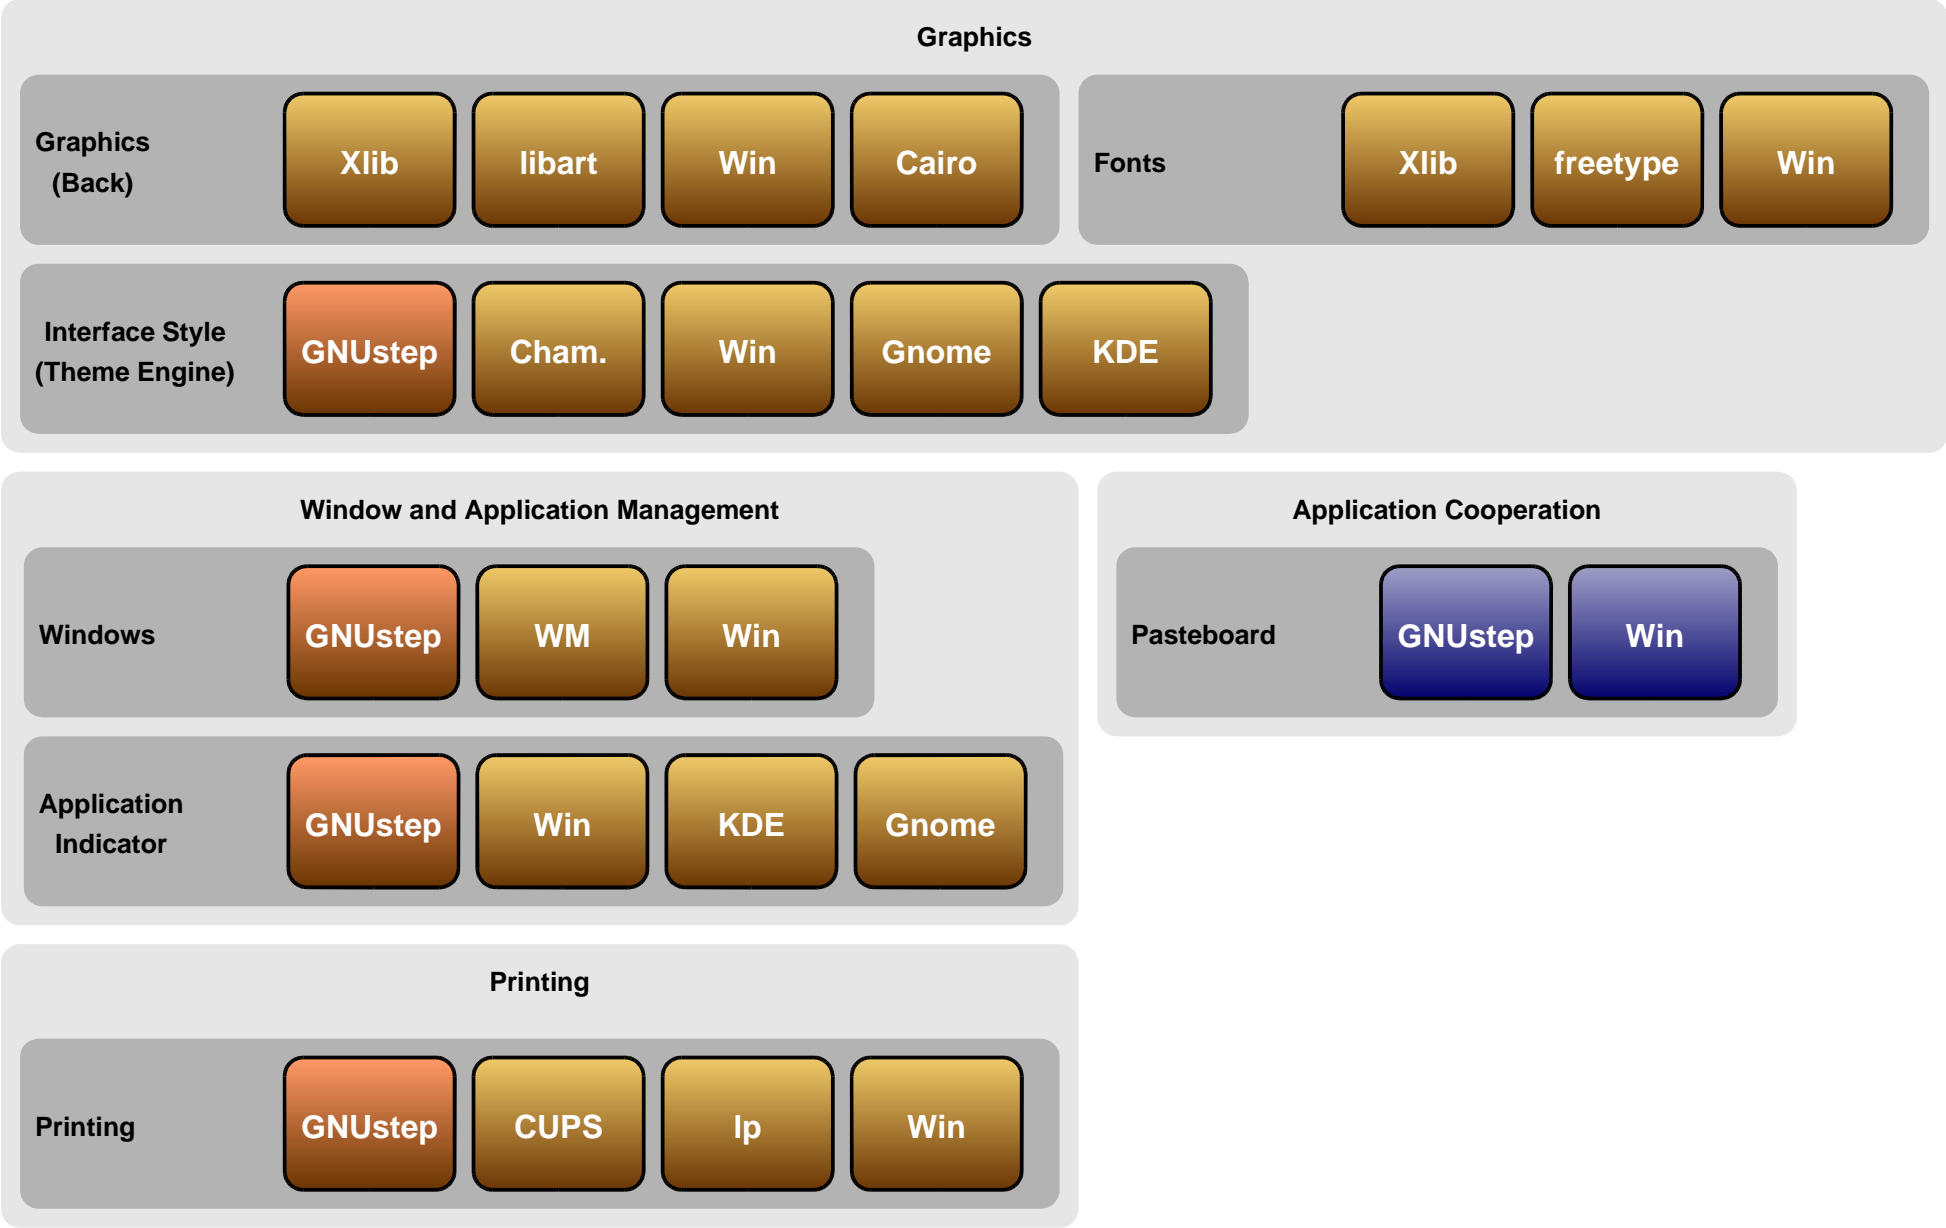 Graphics
Graphics
(Back)
Xlib
libart
Win
Cairo
Fonts
Xlib
freetype
Win
Interface Style
(Theme Engine)
GNUstep
Cham.
Win
Gnome
KDE
Window and Application Management
Windows
GNUstep
WM
Win
Application
Indicator
GNUstep
Win
KDE
Gnome
Application Cooperation
Pasteboard
GNUstep
Win
Printing
Printing
GNUstep
CUPS
lp
Win